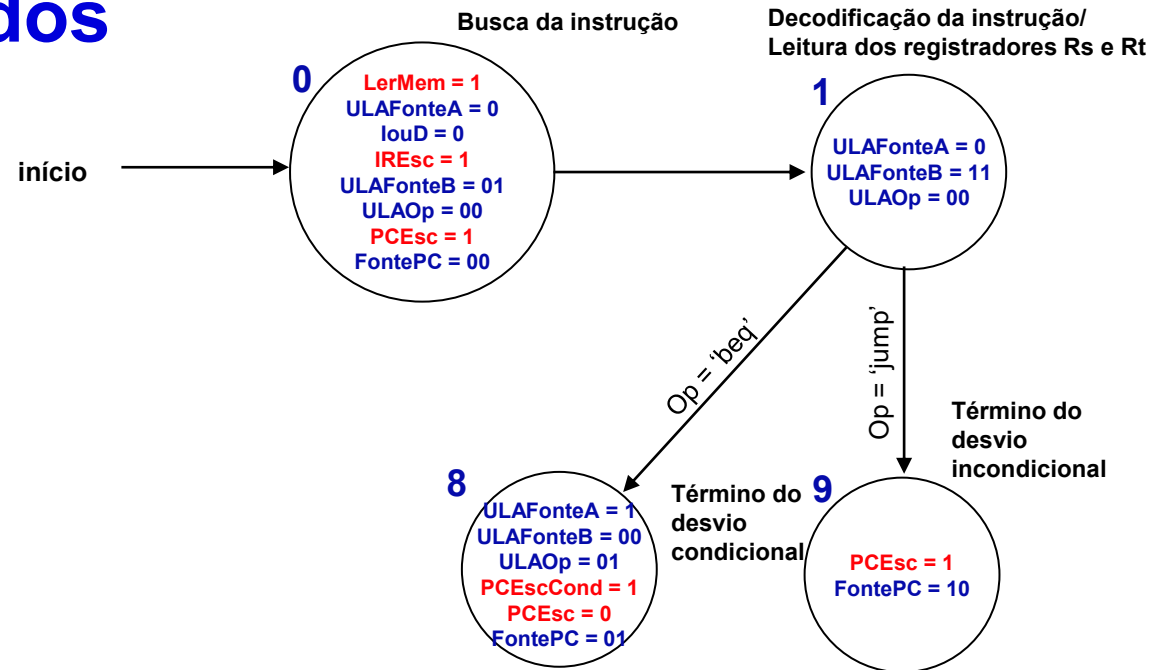 dos
Busca da instrução
Decodificação da instrução/
Leitura dos registradores Rs e Rt
início
0
LerMem = 1
ULAFonteA = 0
IouD = 0
IREsc = 1
ULAFonteB = 01
ULAOp = 00
PCEsc = 1
FontePC = 00
1
ULAFonteA = 0
ULAFonteB = 11
ULAOp = 00
Op = ‘beq’
Op = ‘jump’
8
ULAFonteA = 1
ULAFonteB = 00
ULAOp = 01
PCEscCond = 1
PCEsc = 0
FontePC = 01
Término do
desvio
condicional
9
PCEsc = 1
FontePC = 10
Término do
desvio
incondicional